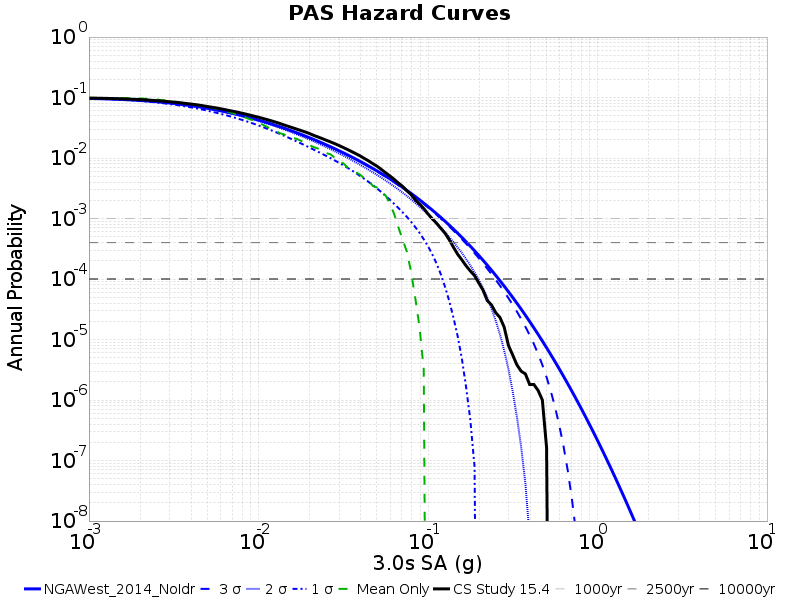 PAS Hazard Curves
Annual Probability
10^0
10^-1
10^-2
10^-3
10^-4
10^-5
10^-6
10^-7
10^-8
10^-3 10^-2 10^-1 10^0 10^1
3.0s SA (g)
NGAWest_2014_NoIdr 3 σ 2 σ 1 σ Mean Only CS Study 15.4 1000yr 2500yr 10000yr